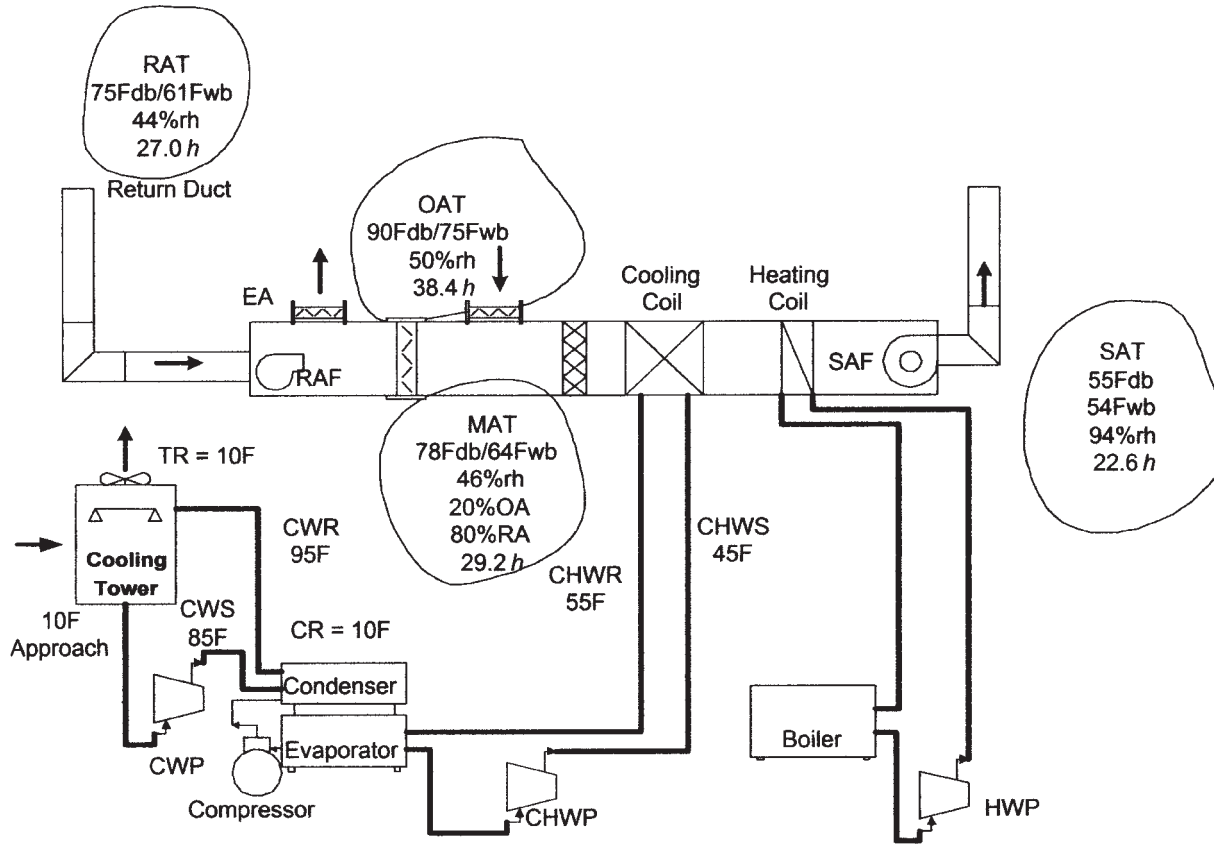 RAT
75Fdb/61Fwb
44%rh
27.0 h
Return Duct
OAT
90Fdb/75Fwb
50%rh
38.4 h
EA
Cooling
Coil
Heating
Coil
RAF
SAF
SAT
55Fdb
54Fwb
94%rh
22.6 h
MAT
78Fdb/64Fwb
46%rh
20%OA
80%RA
29.2 h
TR = 10F
Cooling
Tower
10F
Approach
CWR
95F
CWS
85F
CR = 10F
CHWR
55F
CHWS
45F
Condenser
Evaporator
Compressor
CWP
CHWP
Boiler
HWP